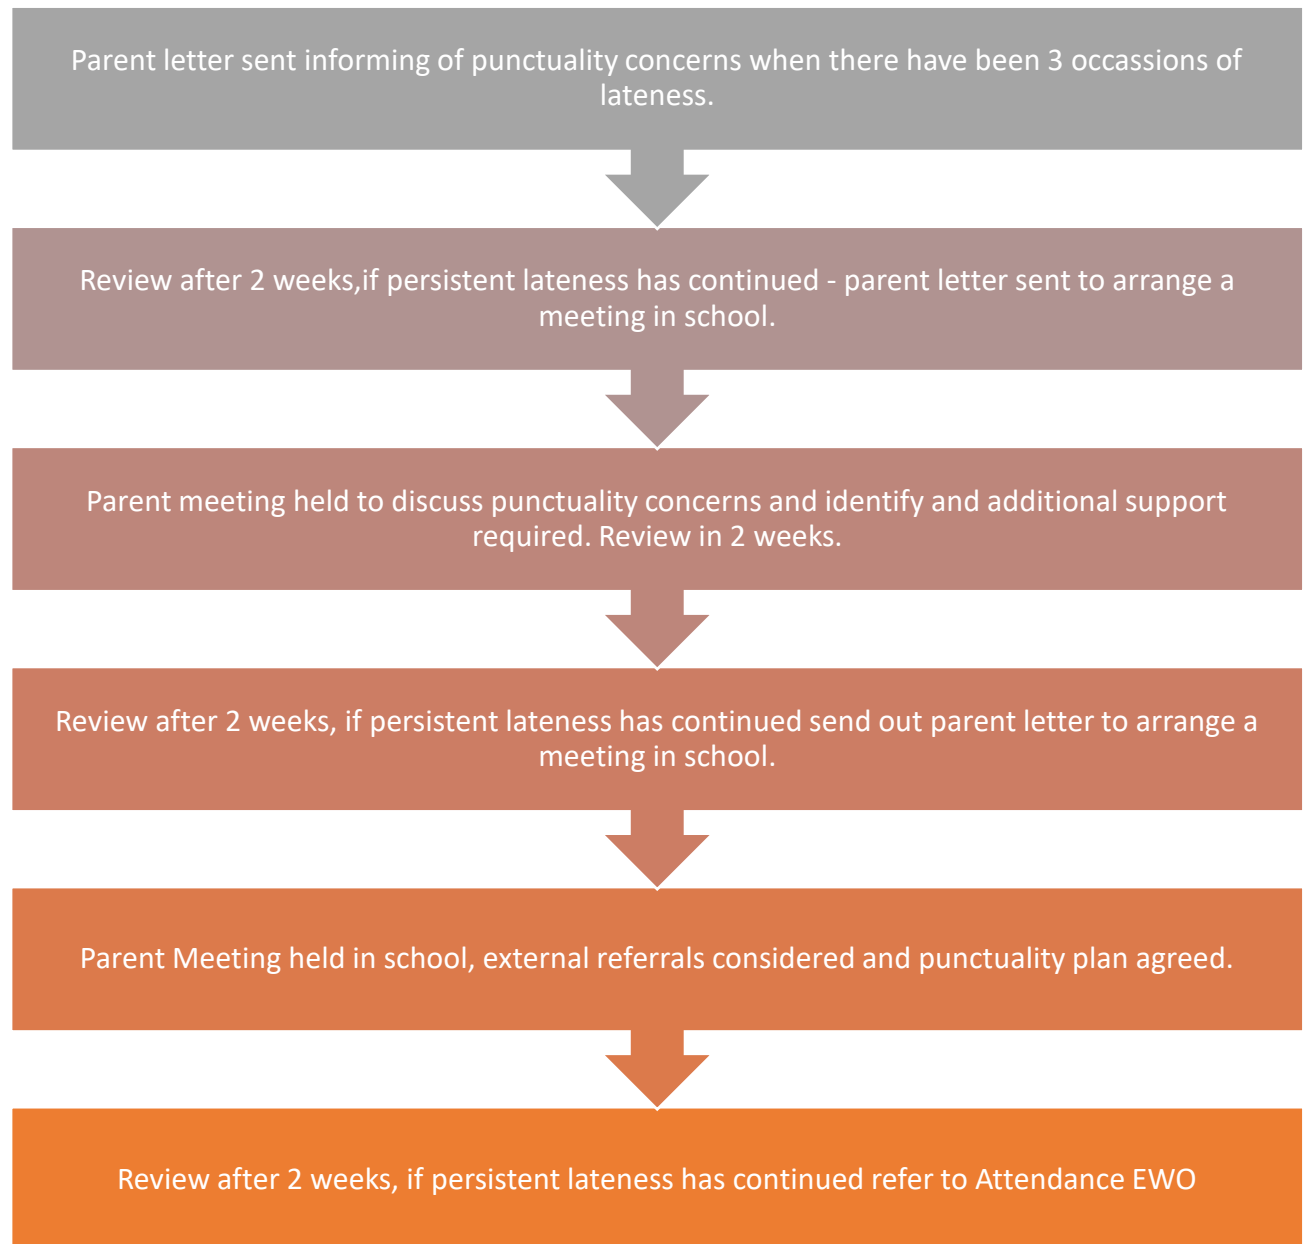 Parent letter sent informing of punctuality concerns when there have been 3 occassions of
lateness.
Review after 2 weeks,if persistent lateness has continued - parent letter sent to arrange a
meeting in school.
Parent meeting held to discuss punctuality concerns and identify and additional support
required. Review in 2 weeks.
Review after 2 weeks, if persistent lateness has continued send out parent letter to arrange a
meeting in school.
Parent Meeting held in school, external referrals considered and punctuality plan agreed.
Review after 2 weeks, if persistent lateness has continued refer to Attendance EWO